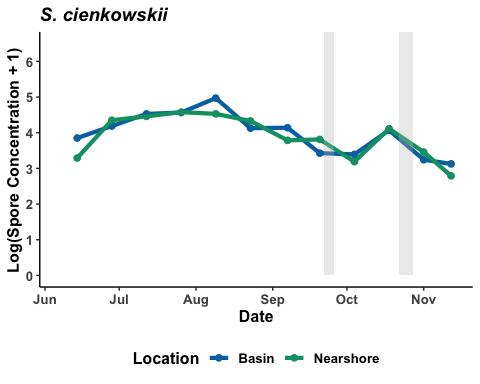 S. cienkowskii
Log(Spore Concentration + 1)
6
5
4
3
2
1
0
Jun Jul Aug Sep Oct Nov
Date
Location Basin Nearshore